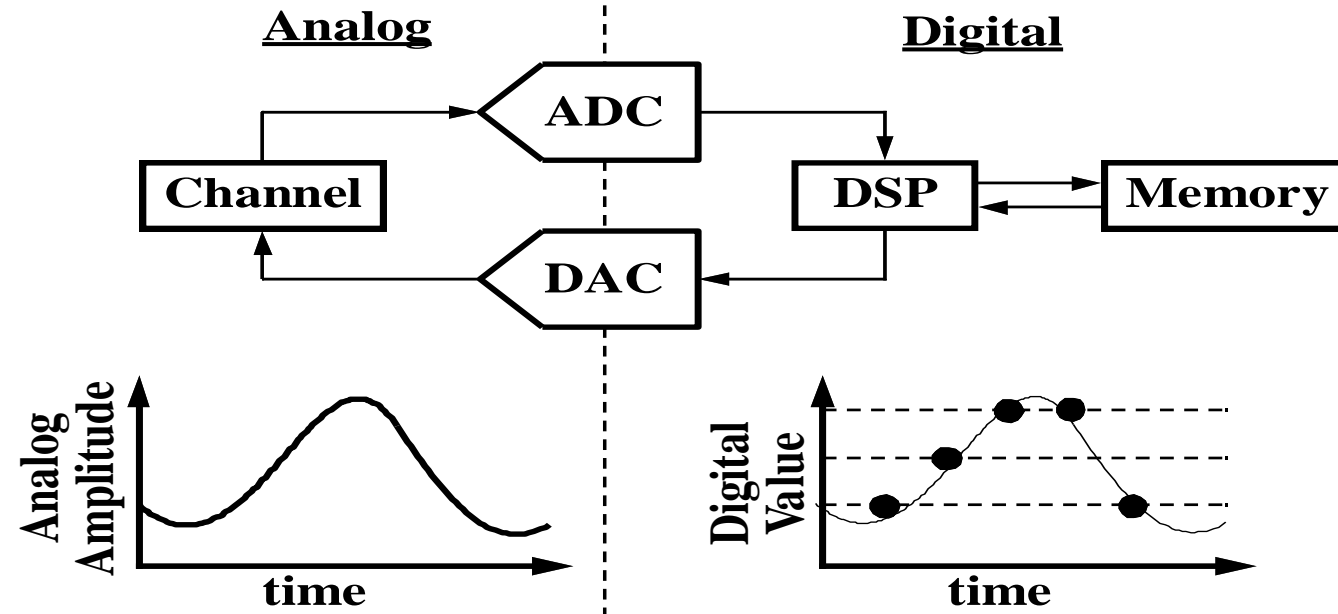 Analog
Digital
ADC
Channel
DSP
Memory
DAC
Analog
Amplitude
time
Digital
Value
time